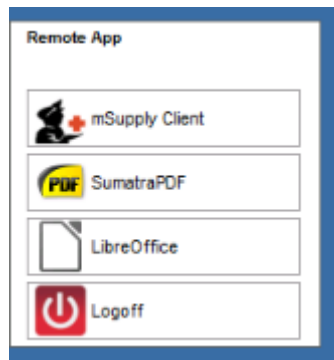 Remote App
mSupply Client
PDF
SumatraPDF
LibreOffice
Logoff